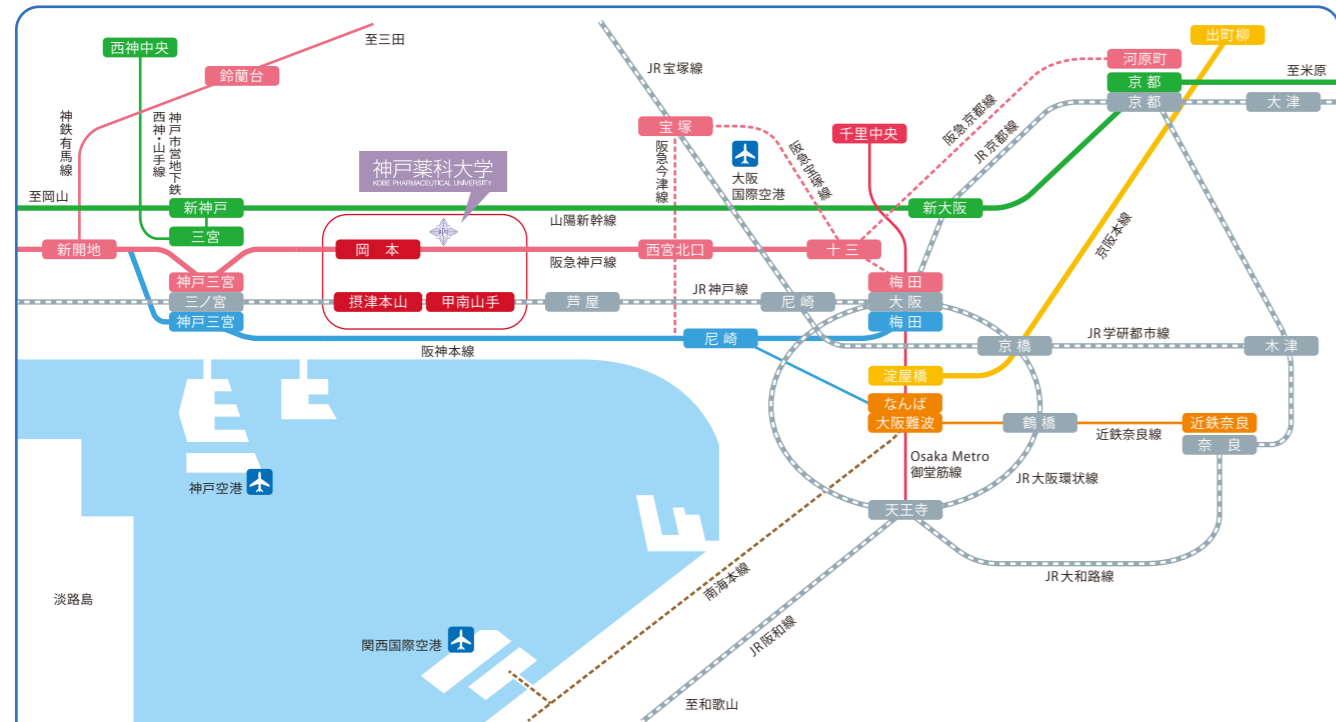 出町柳
至三田
西神中央
河原町
JR宝塚線
鈴蘭台
至米原
京都
京都
大津
阪急京都線
宝塚
千里中央
JR京都線
神鉄有馬線
神戸市営地下鉄
西神・山手線
阪急今津線
阪急宝塚線
神戸薬科大学
KOBE PHARMACEUTICAL UNIVERSITY
KPU
大阪
国際空港
至岡山
新神戸
山陽新幹線
新大阪
三宮
京阪本線
新開地
岡本
西宮北口
十三
阪急神戸線
神戸三宮
梅田
JR神戸線
三ノ宮
摂津本山
甲南山手
芦屋
尼崎
大阪
神戸三宮
梅田
尼崎
阪神本線
京橋
JR学研都市線
木津
淀屋橋
なんば
大阪難波
鶴橋
近鉄奈良線
近鉄奈良
奈良
Osaka Metro
御堂筋線
JR大阪環状線
神戸空港
天王寺
南海本線
JR大和路線
淡路島
JR阪和線
関西国際空港
至和歌山